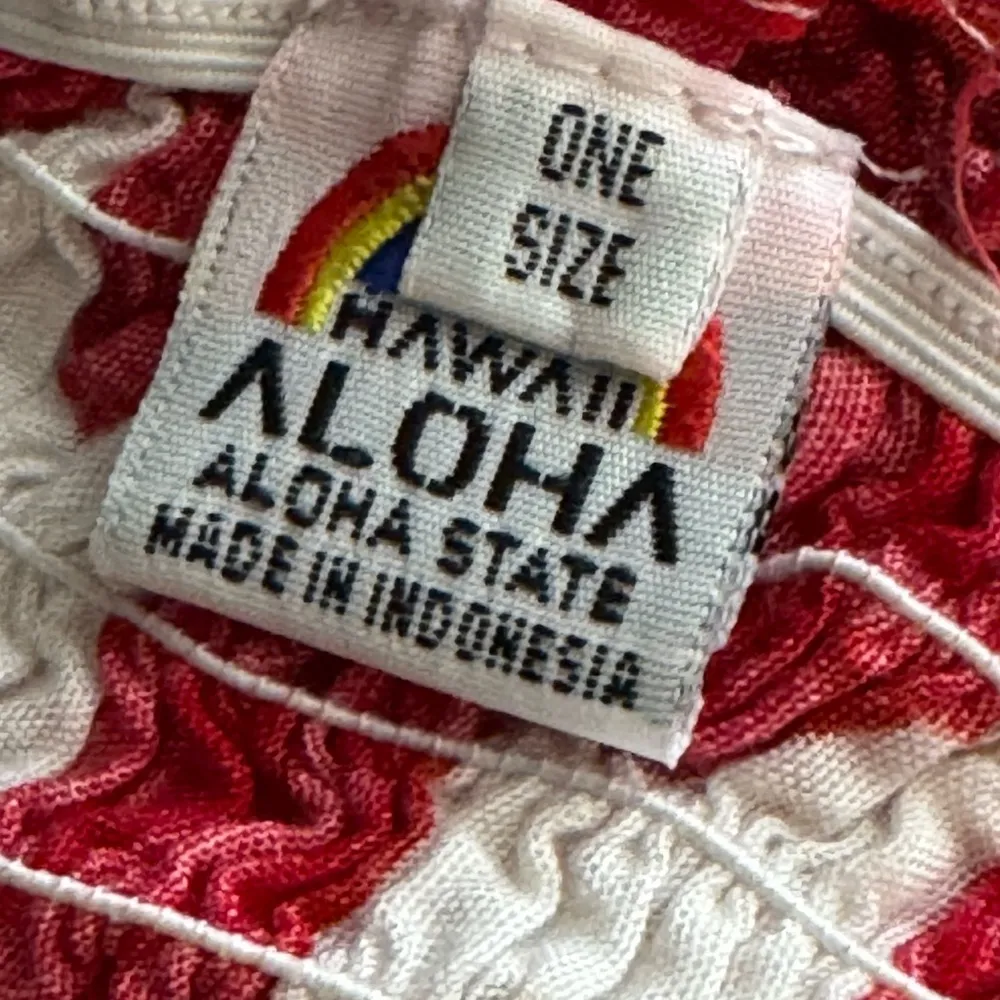 ONE
SIZE
HAWAII
ALOHA
ALOHA STATE
MADE IN INDONESIA